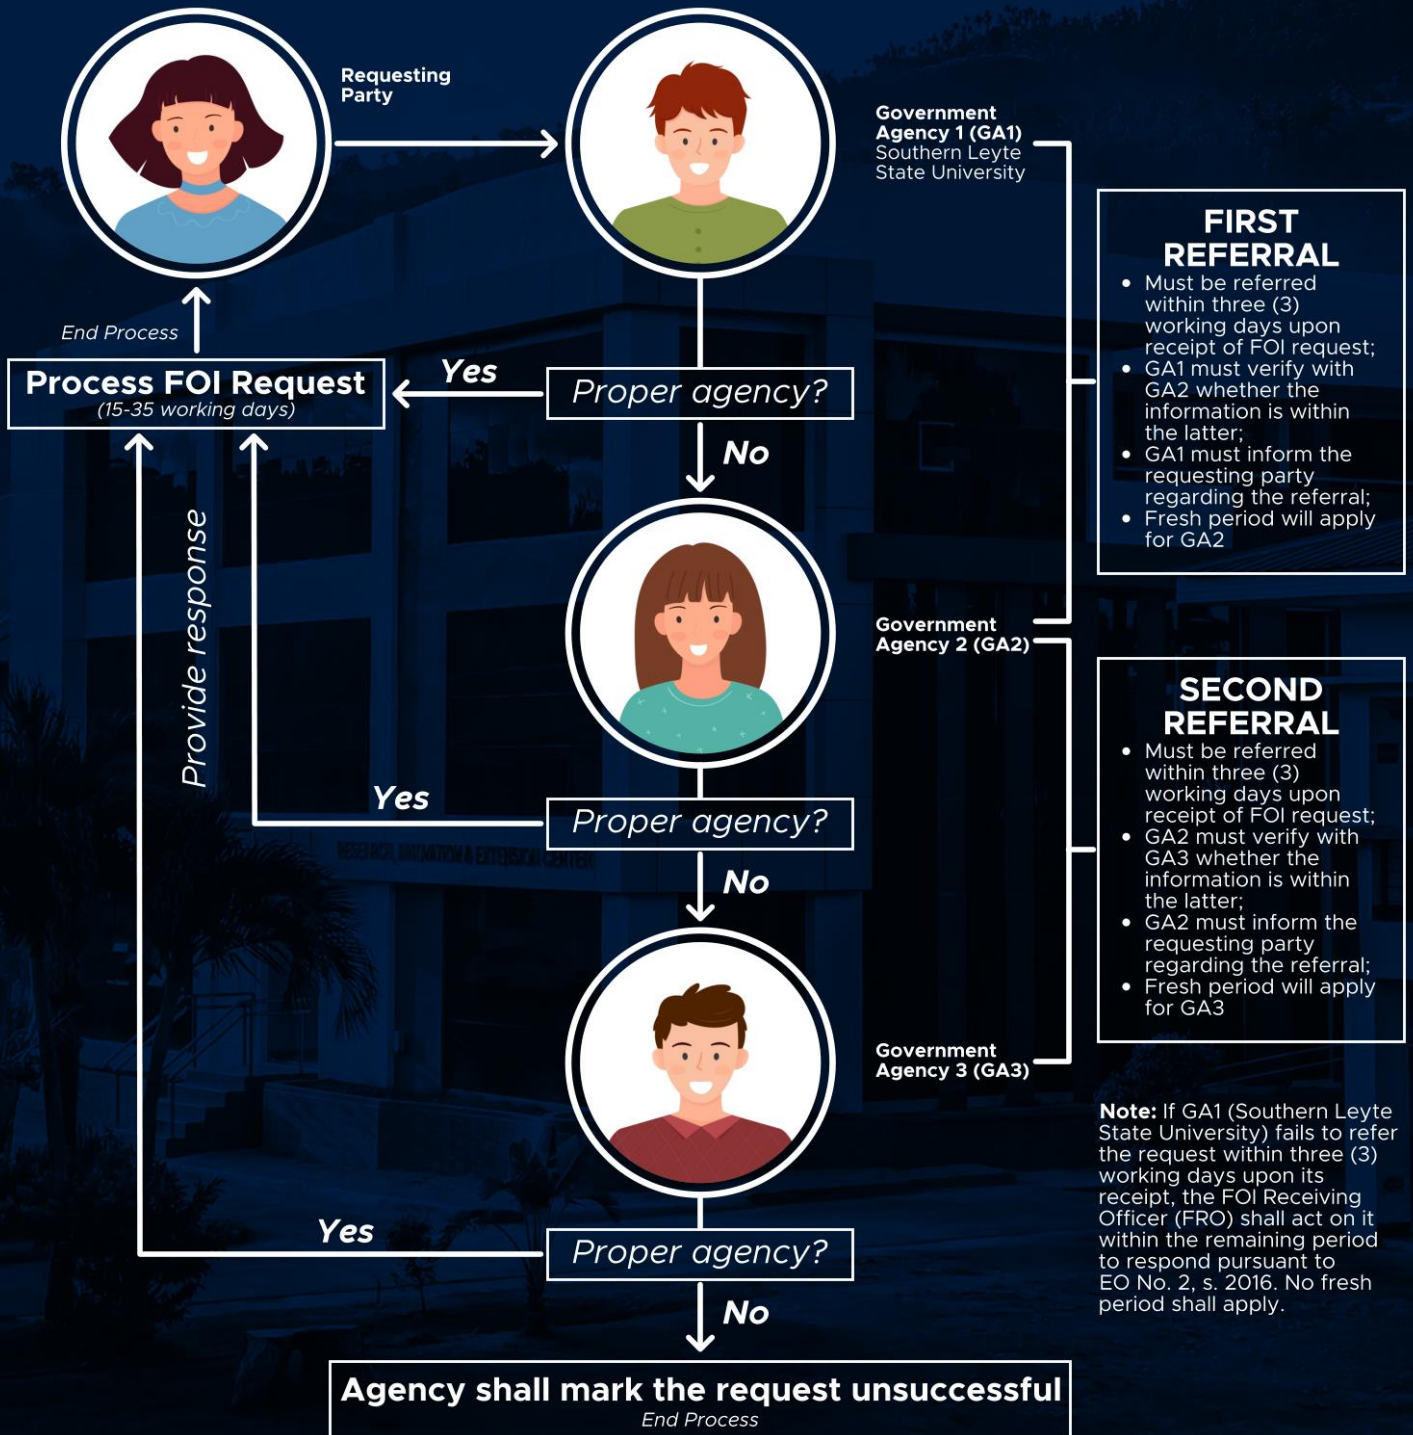 Requesting
Party
Government
Agency 1 (GA1)
Southern Leyte
State University
FIRST
REFERRAL
• Must be referred
within three (3)
working days upon
receipt of FOI request;
• GA1 must verify with
GA2 whether the
information is within
the latter;
• GA1 must inform the
requesting party
regarding the referral;
• Fresh period will apply
for GA2
End Process
Process FOI Request
(15-35 working days)
Yes
Proper agency?
No
Provide response
Government
Agency 2 (GA2)
SECOND
REFERRAL
• Must be referred
within three (3)
working days upon
receipt of FOI request;
• GA2 must verify with
GA3 whether the
information is within
the latter;
• GA2 must inform the
requesting party
regarding the referral;
• Fresh period will apply
for GA3
Yes
Proper agency?
RESEARCH, INNOVATION & EXTENSION CENTER
No
Government
Agency 3 (GA3)
Note: If GA1 (Southern Leyte
State University) fails to refer
the request within three (3)
working days upon its
receipt, the FOI Receiving
Officer (FRO) shall act on it
within the remaining period
to respond pursuant to
EO No. 2, s. 2016. No fresh
period shall apply.
Yes
Proper agency?
No
Agency shall mark the request unsuccessful
End Process